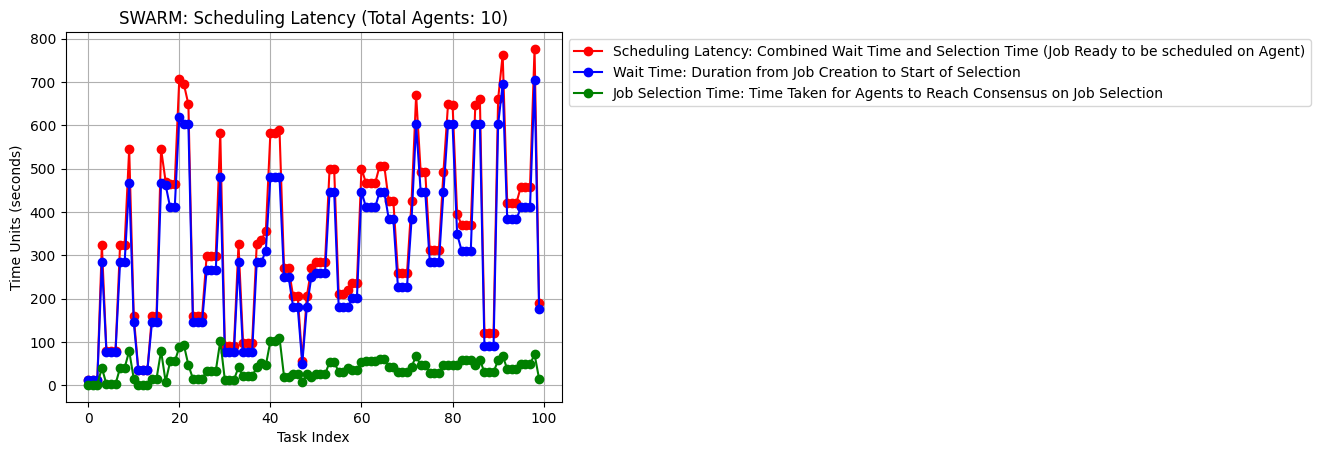 SWARM: Scheduling Latency (Total Agents: 10)
Scheduling Latency: Combined Wait Time and Selection Time (Job Ready to be scheduled on Agent)
Wait Time: Duration from Job Creation to Start of Selection
Job Selection Time: Time Taken for Agents to Reach Consensus on Job Selection
Time Units (seconds)
800
700
600
500
400
300
200
100
0
0 20 40 60 80 100
Task Index